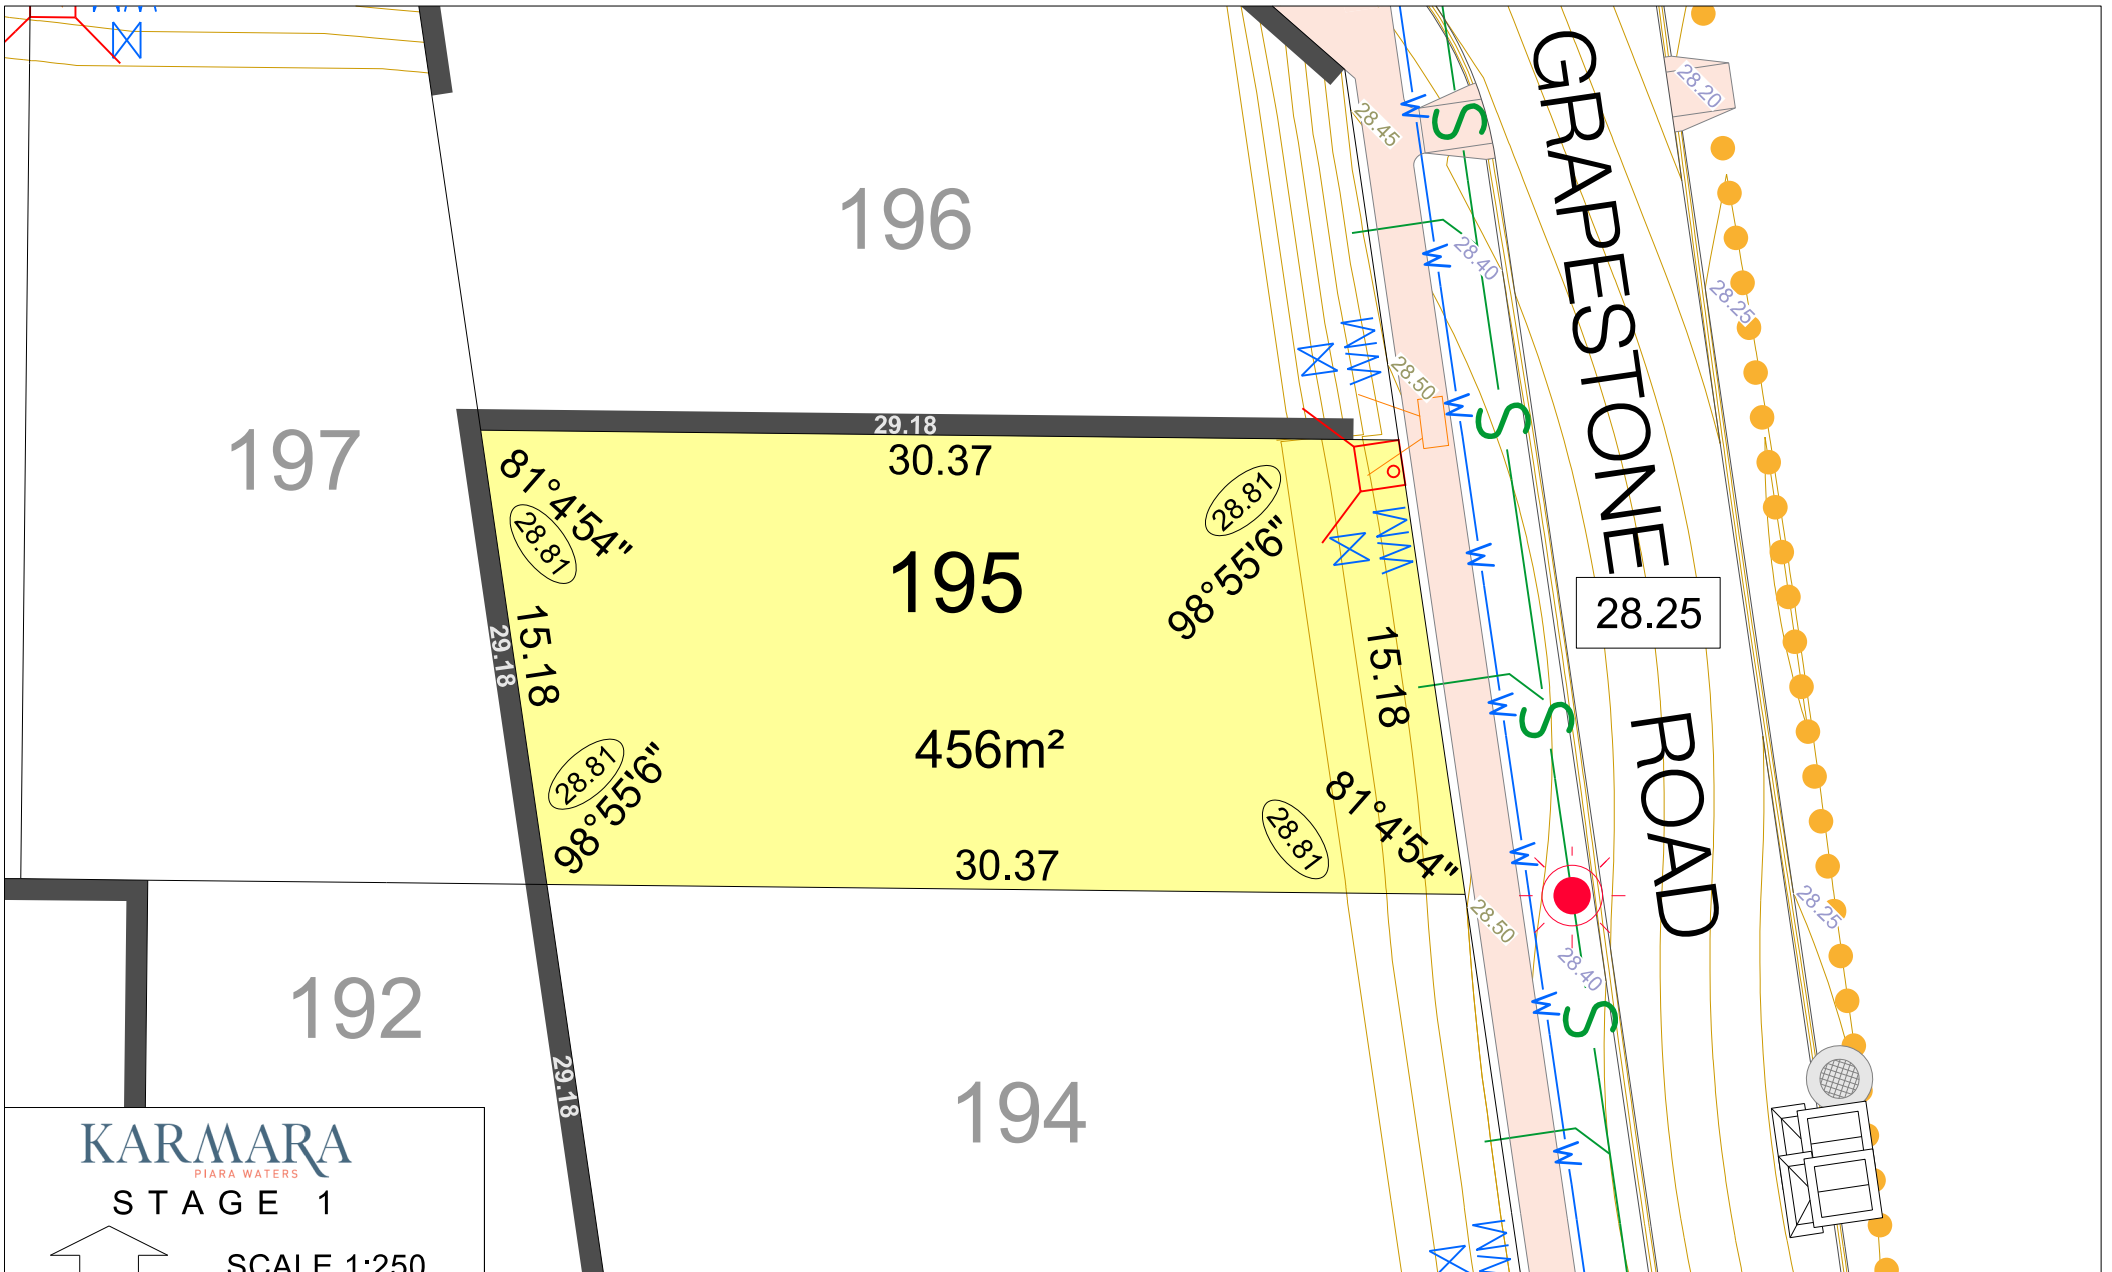 28.20
28.45
GRAPESTONE ROAD
196
28.40
28.25
28.50
29.18
197
30.37
81°4'54"
28.81
28.81
98°55'6"
195
28.25
29.18
15.18
15.18
456m²
28.81
98°55'6"
28.81
81°4'54"
30.37
28.50
28.25
28.40
192
29.18
194
W
W
W
W
W
W
W
W
S
S
S
S
KARMARA
PIARA WATERS
STAGE 1
SCALE 1:250